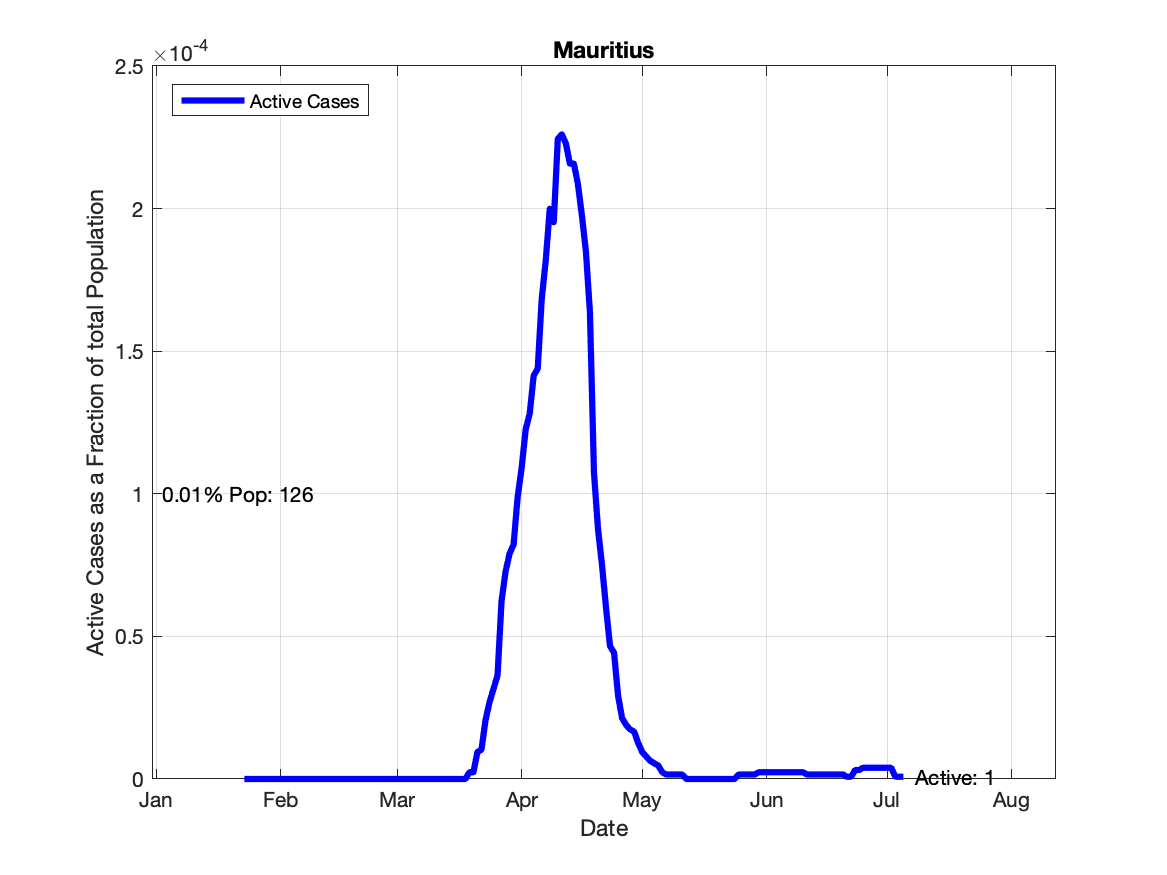 Mauritius
×10-4
Active Cases
2.5
2
1.5
1
0.5
0
0.01% Pop: 126
Active: 1
Active Cases as a Fraction of total Population
Jan Feb Mar Apr May Jun Jul Aug
Date